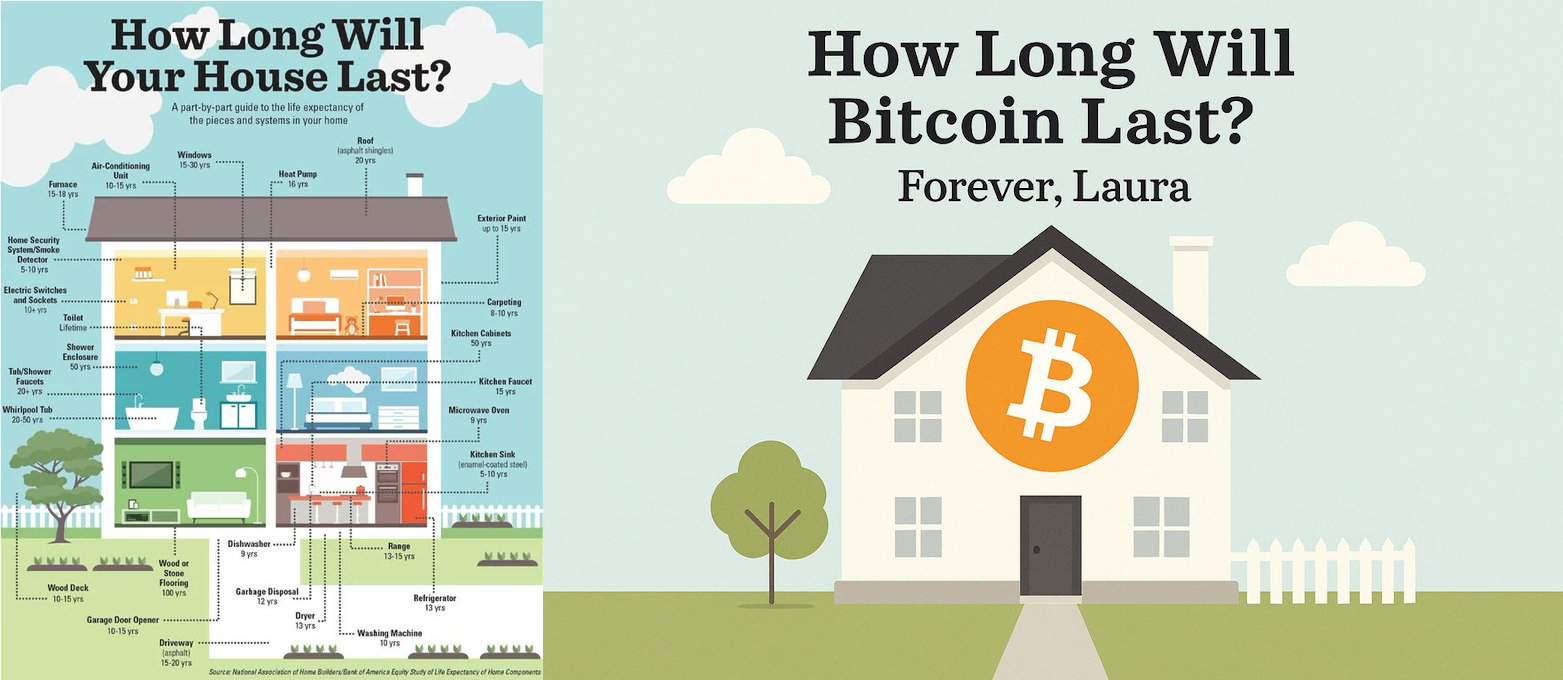 How Long Will
Your House Last?
A part-by-part guide to the life expectancy of
the pieces and systems in your home
Roof
(asphalt shingles)
20 yrs
Windows
15-30 yrs
Air-Conditioning
Unit
10-15 yrs
Heat Pump
16 yrs
Furnace
15-18 yrs
Exterior Paint
up to 15 yrs
Home Security
System/Smoke
Detector
5-10 yrs
Electric Switches
and Sockets
10+ yrs
Carpeting
8-10 yrs
Toilet
Lifetime
Kitchen Cabinets
50 yrs
Shower
Enclosure
50 yrs
Tub/Shower
Faucets
20+ yrs
Kitchen Faucet
15 yrs
Whirlpool Tub
20-50 yrs
Microwave Oven
9 yrs
Kitchen Sink
(enamel-coated steel)
5-10 yrs
Dishwasher
9 yrs
Range
13-15 yrs
Wood or
Stone
Flooring
100 yrs
Wood Deck
10-15 yrs
Garbage Disposal
12 yrs
Refrigerator
13 yrs
Garage Door Opener
10-15 yrs
Dryer
13 yrs
Washing Machine
10 yrs
Driveway
(asphalt)
15-20 yrs
Source: National Association of Home Builders/Bank of America Equity Study of Life Expectancy of Home Components
How Long Will
Bitcoin Last?
Forever, Laura